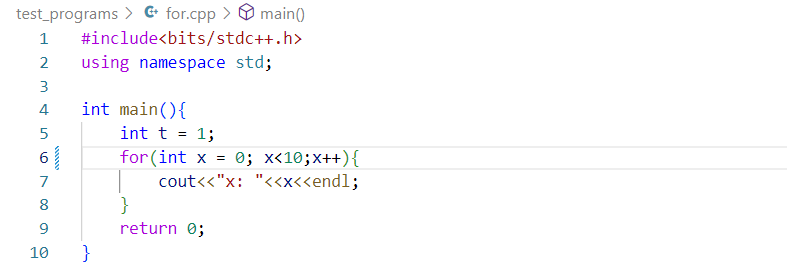 test_programs > for.cpp > main()
1 #include<bits/stdc++.h>
2 using namespace std;
3
4 int main(){
5     int t = 1;
6     for(int x = 0; x<10;x++){
7         cout<<"x: "<<x<<endl;
8     }
9     return 0;
10 }